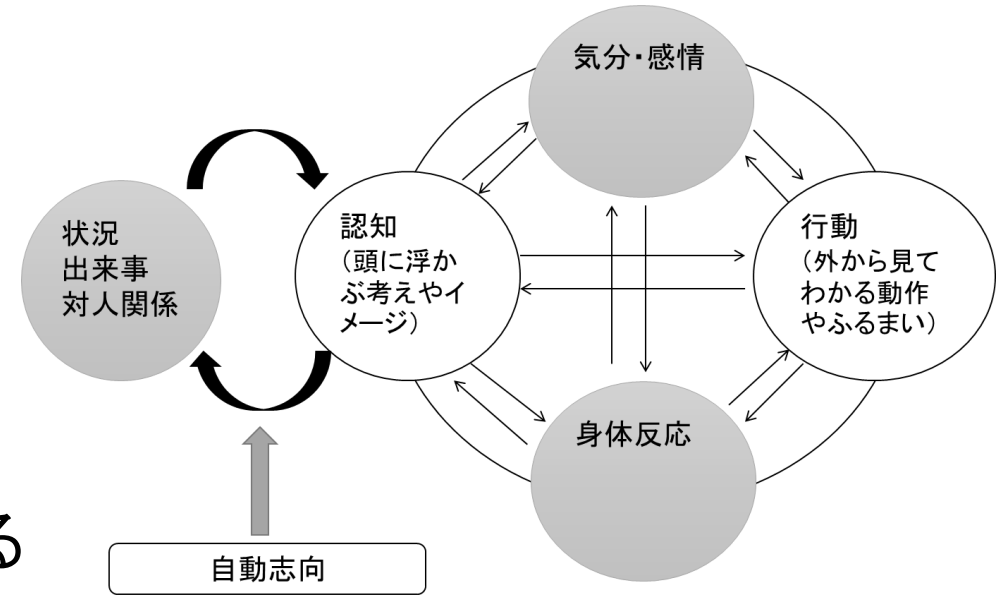 気分・感情
状況
出来事
対人関係
認知
（頭に浮か
ぶ考えやイ
メージ）
行動
（外から見て
わかる動作
やふるまい）
身体反応
る
自動志向